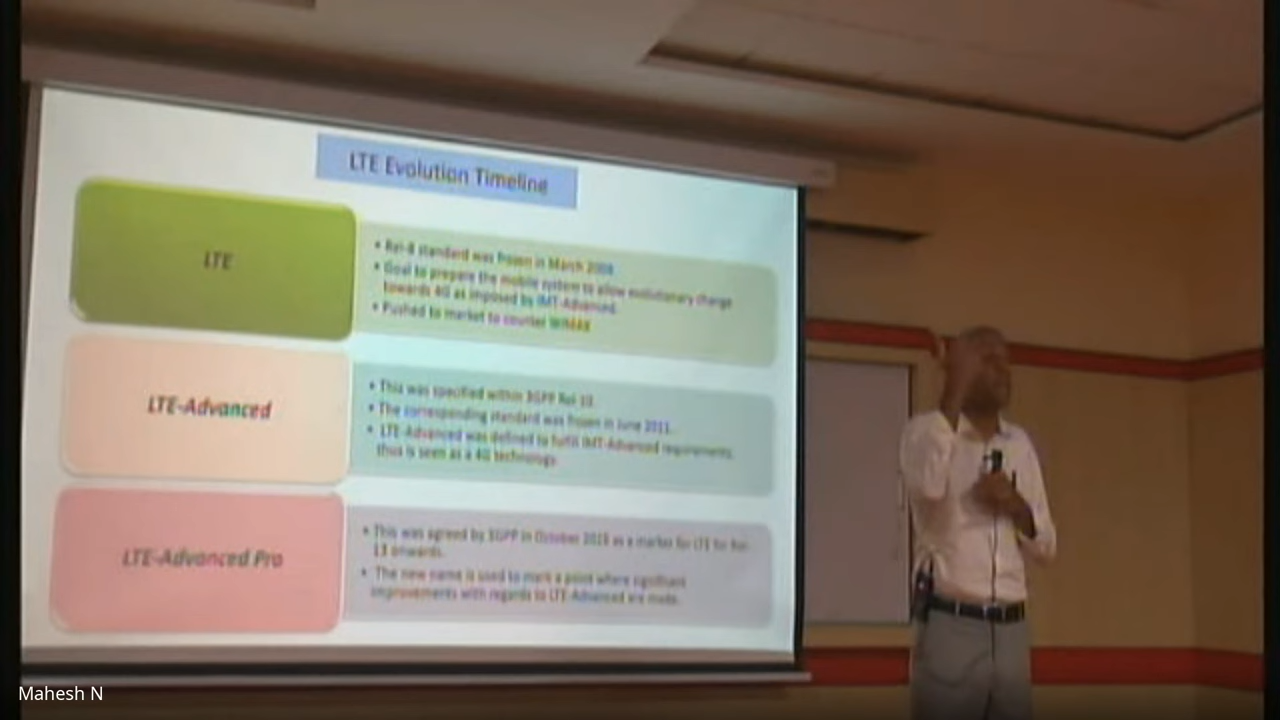 LTE Evolution Timeline
LTE
• Rel-8 standard was frozen in March 2008.
• Goal to prepare the mobile system to allow evolutionary change
towards 4G as imposed by IMT-Advanced.
• Pushed to market to counter WiMAX
LTE-Advanced
• This was specified within 3GPP Rel-10.
• The corresponding standard was frozen in June 2011.
• LTE-Advanced was defined to fulfill IMT-Advanced requirements,
thus is seen as a 4G technology.
LTE-Advanced Pro
• This was agreed by 3GPP in October 2015 as a marker for LTE for Rel-
13 onwards.
• The new name is used to mark a point where significant
improvements with regards to LTE-Advanced are made.
Mahesh N